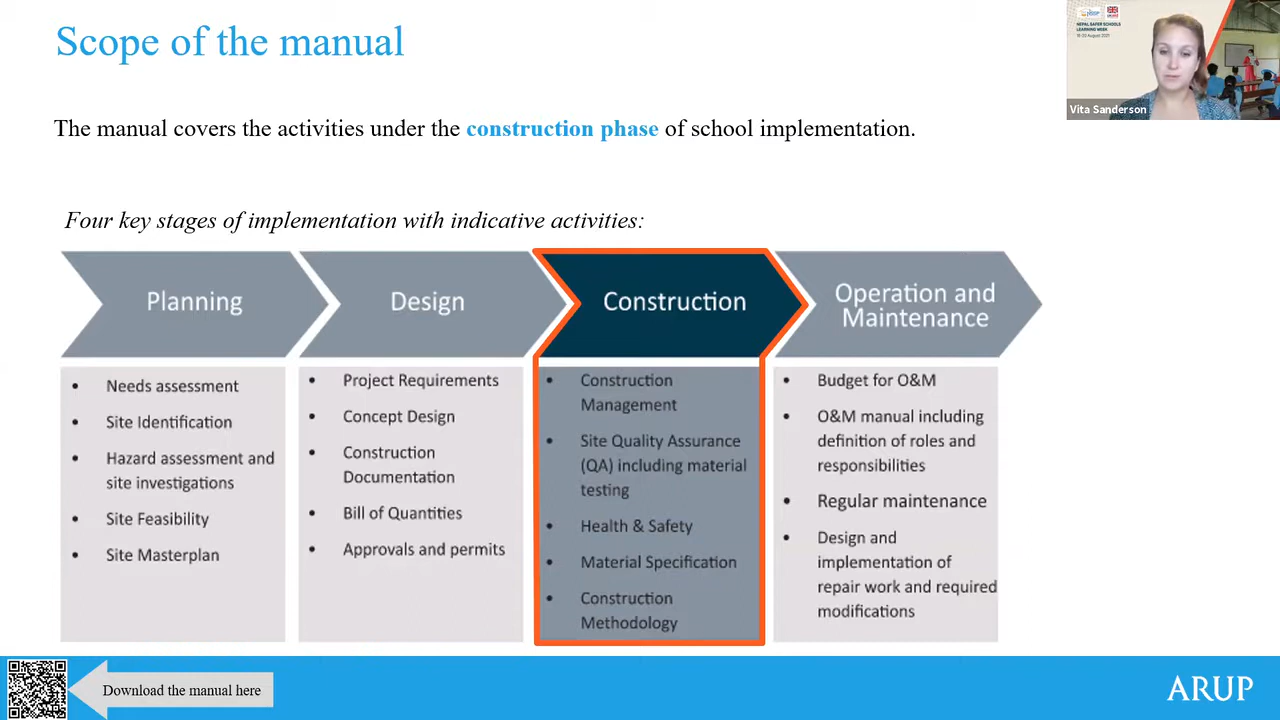 Scope of the manual
NEPAL SAFER SCHOOLS
LEARNING WEEK
Vita Sanderson
The manual covers the activities under the construction phase of school implementation.
Four key stages of implementation with indicative activities:
Planning
Needs assessment
Site Identification
Hazard assessment and
site investigations
Site Feasibility
Site Masterplan
Design
Project Requirements
Concept Design
Construction
Documentation
Bill of Quantities
Approvals and permits
Construction
Construction
Management
Site Quality Assurance
(QA) including material
testing
Health & Safety
Material Specification
Construction
Methodology
Operation and
Maintenance
Budget for O&M
O&M manual including
definition of roles and
responsibilities
Regular maintenance
Design and
implementation of
repair work and required
modifications
Download the manual here
ARUP